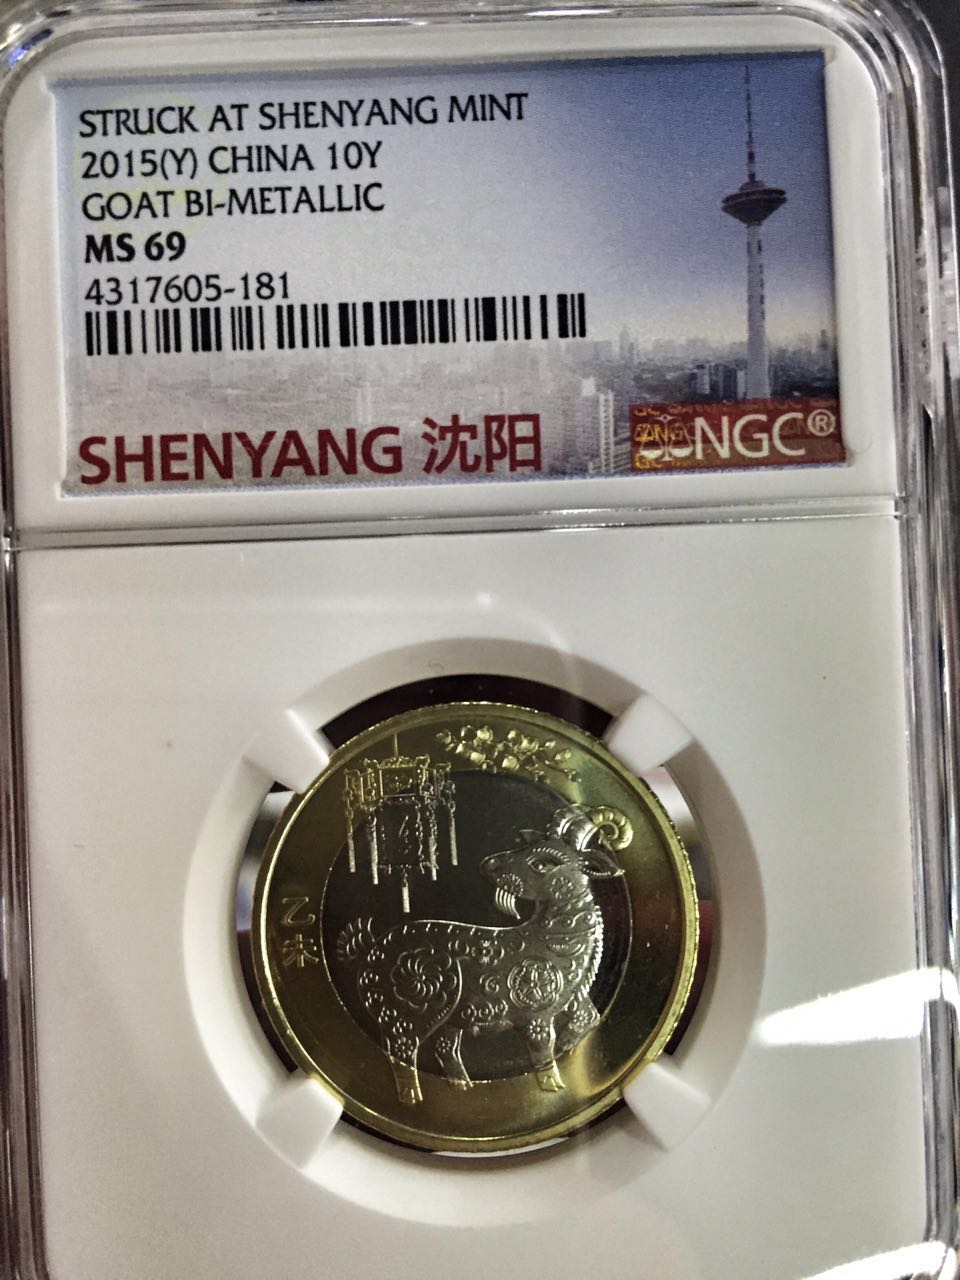 STRUCK AT SHENYANG MINT
2015(Y) CHINA 10Y
GOAT BI-METALLIC
MS 69
4317605-181
SHENYANG 沈阳
NGC®
乙未